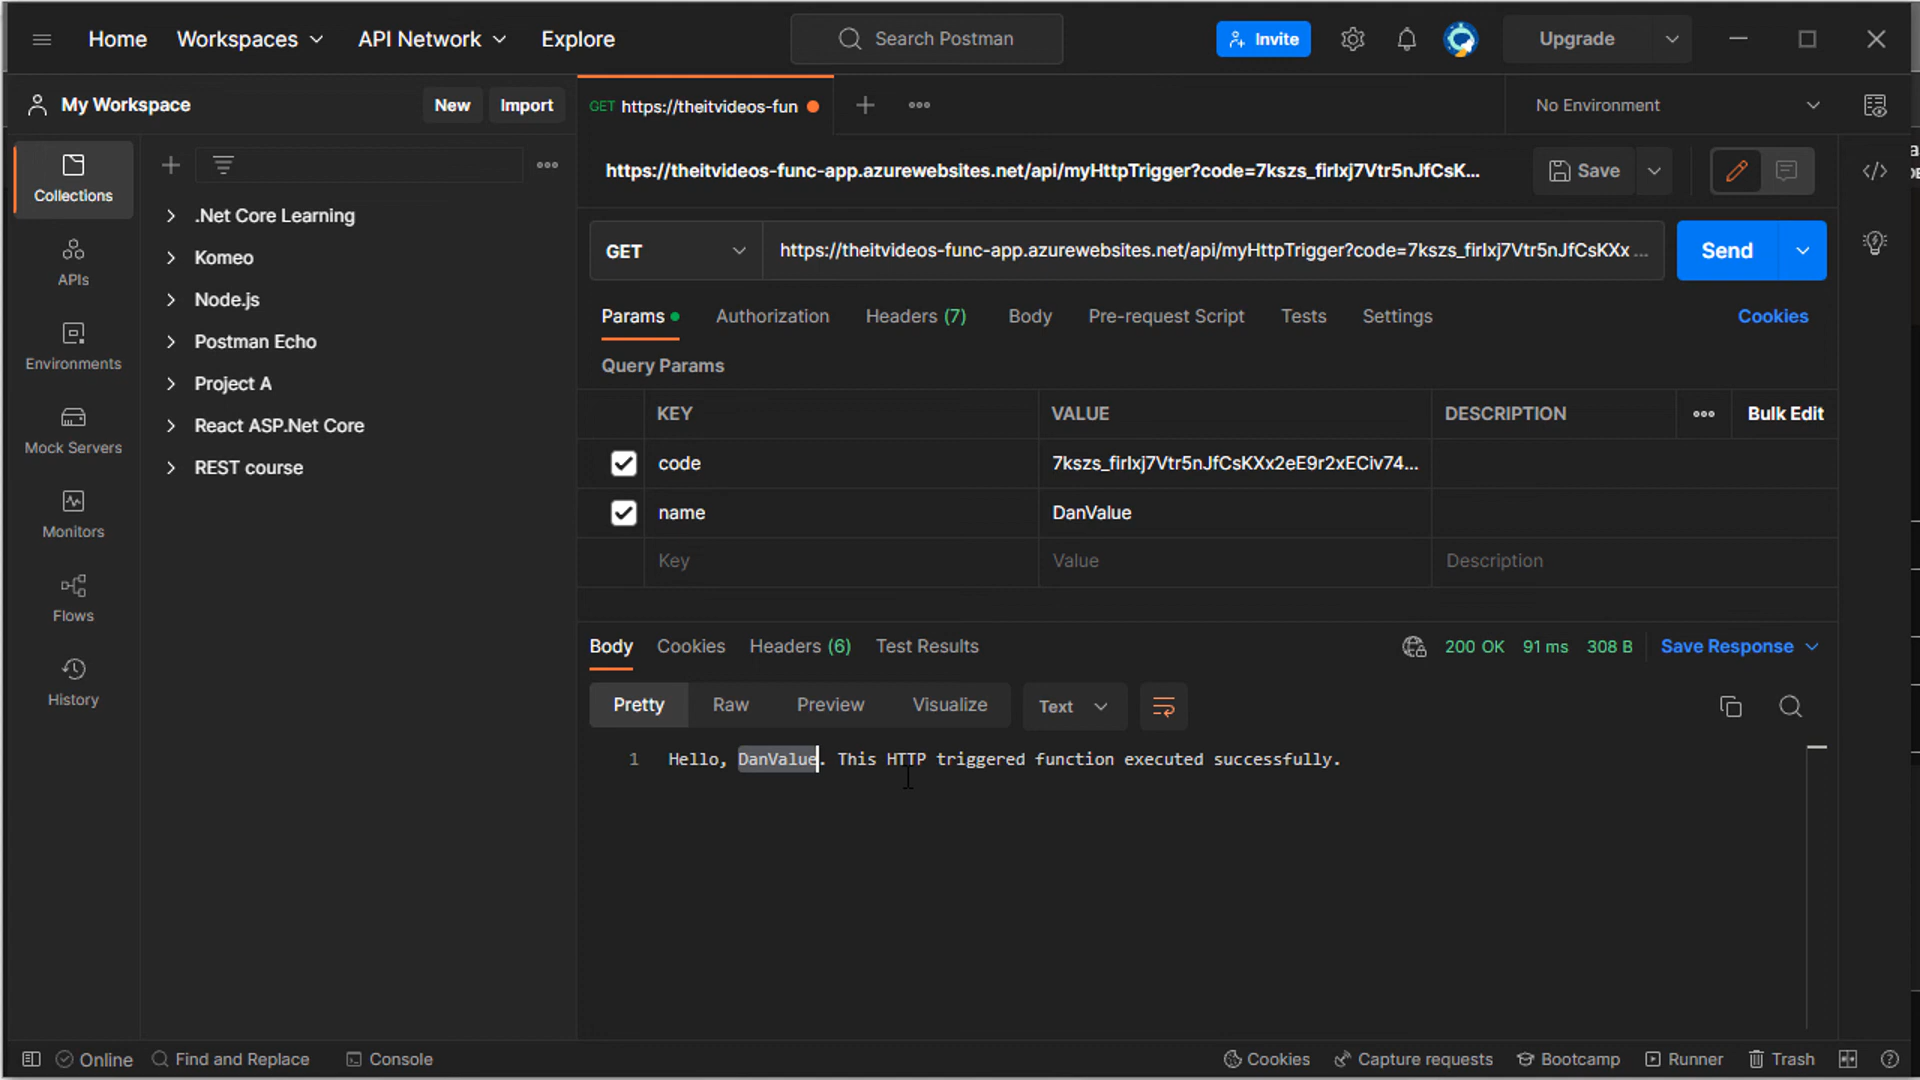 Home Workspaces API Network Explore Search Postman Invite Upgrade
My Workspace New Import GET https://theitvideos-fun No Environment
https://theitvideos-func-app.azurewebsites.net/api/myHttpTrigger?code=7kszs_firIxj7Vtr5nJfCsK... Save
GET https://theitvideos-func-app.azurewebsites.net/api/myHttpTrigger?code=7kszs_firIxj7Vtr5nJfCsKXx ... Send
Collections
APIs
Environments
Mock Servers
Monitors
Flows
History
.Net Core Learning
Komeo
Node.js
Postman Echo
Project A
React ASP.Net Core
REST course
Params Authorization Headers (7) Body Pre-request Script Tests Settings Cookies
Query Params
KEY VALUE DESCRIPTION Bulk Edit
code 7kszs_firIxj7Vtr5nJfCsKXx2eE9r2xECiv74...
name DanValue
Key Value Description
Body Cookies Headers (6) Test Results 200 OK 91 ms 308 B Save Response
Pretty Raw Preview Visualize Text
1 Hello, DanValue. This HTTP triggered function executed successfully.
Online Find and Replace Console Cookies Capture requests Bootcamp Runner Trash